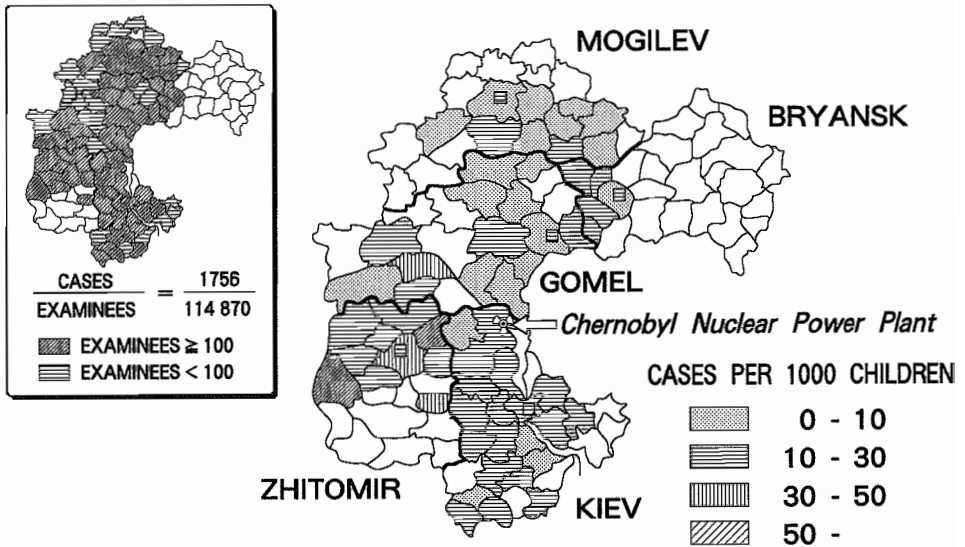 CASES
EXAMINEES
=
1756
114 870
EXAMINEES ≥ 100
EXAMINEES < 100
MOGILEV
BRYANSK
GOMEL
Chernobyl Nuclear Power Plant
ZHITOMIR
KIEV
CASES PER 1000 CHILDREN
0 - 10
10 - 30
30 - 50
50 -